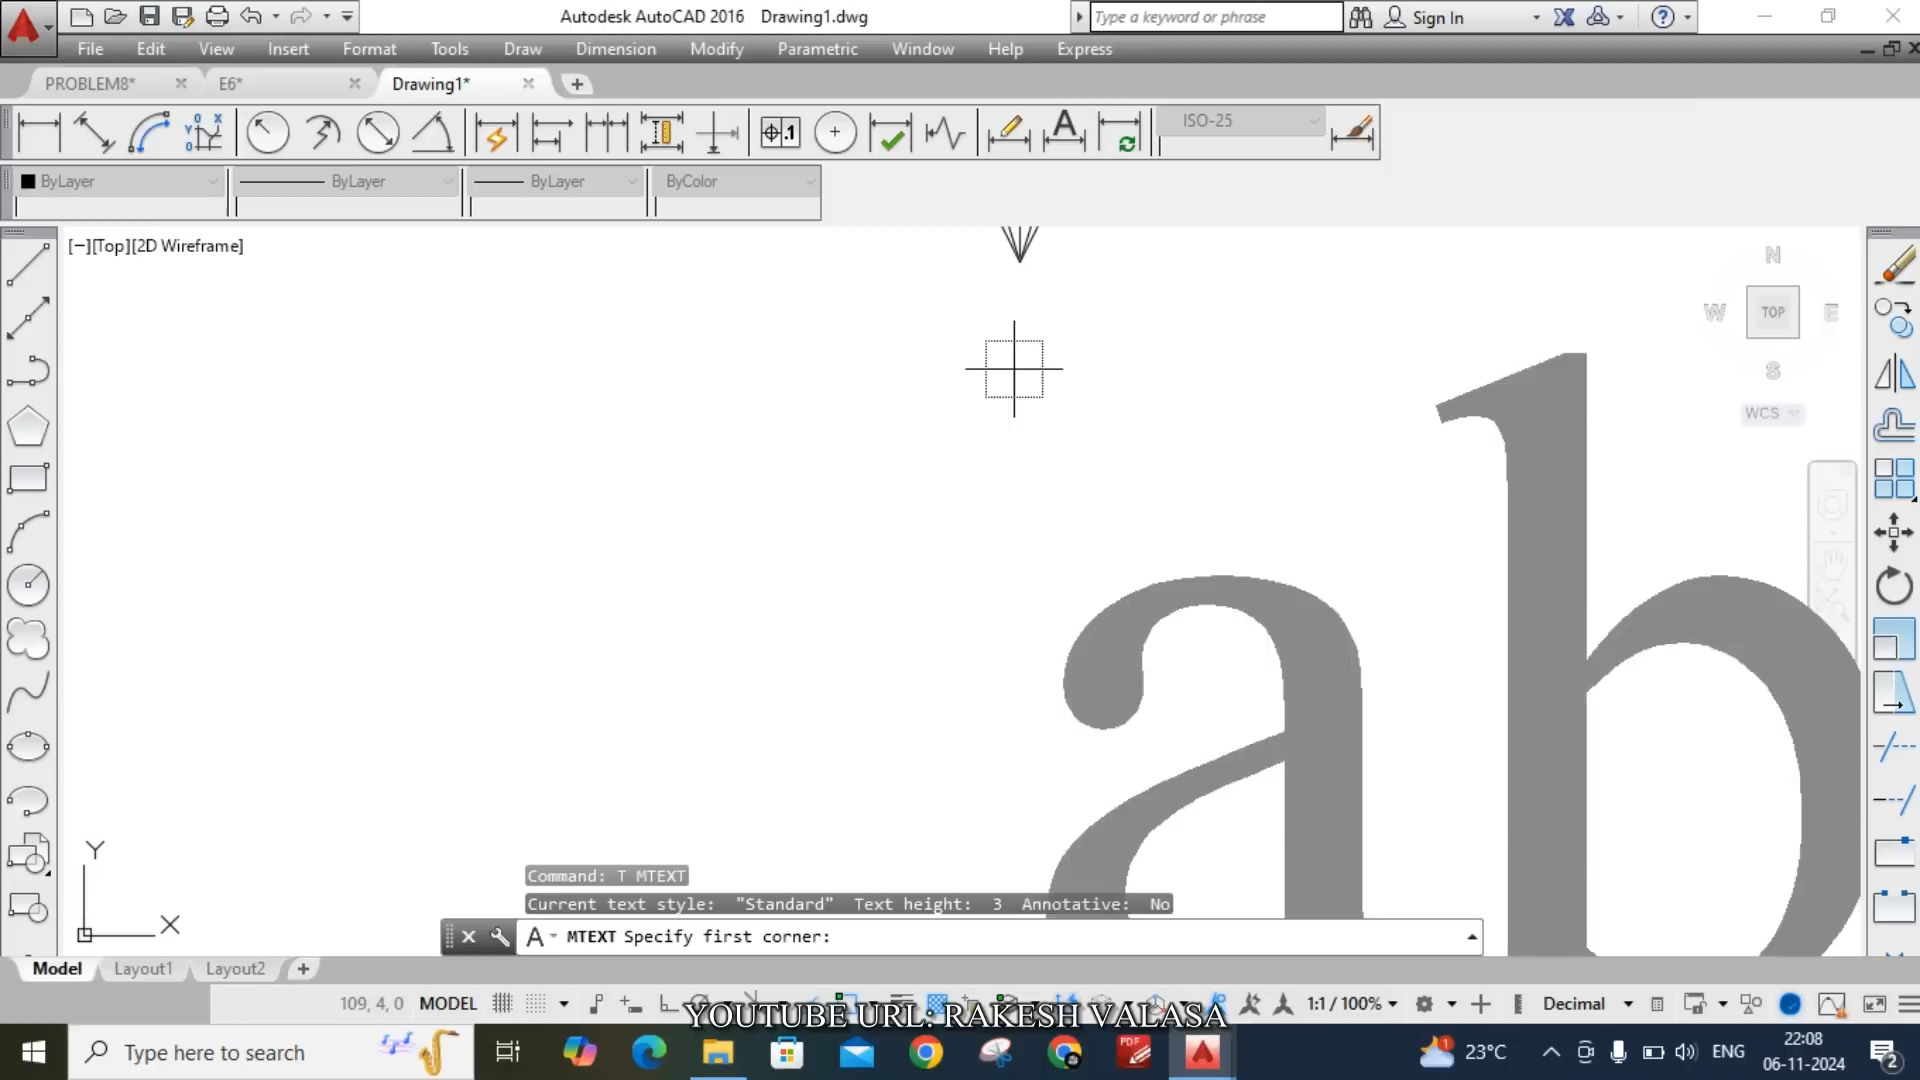 Autodesk AutoCAD 2016 Drawing1.dwg
Type a keyword or phrase
Sign In
File Edit View Insert Format Tools Draw Dimension Modify Parametric Window Help Express
PROBLEM8* E6* Drawing1*
ISO-25
ByLayer ByLayer ByLayer ByColor
[−][Top][2D Wireframe]
N
W TOP E
S
WCS
ab
Y
X
Command: T MTEXT
Current text style: "Standard" Text height: 3 Annotative: No
MTEXT Specify first corner:
Model Layout1 Layout2
109, 4, 0 MODEL 1:1 / 100% Decimal
YOUTUBE URL: RAKESH VALASA
Type here to search
PDF
23°C
ENG
22:08
06-11-2024
2